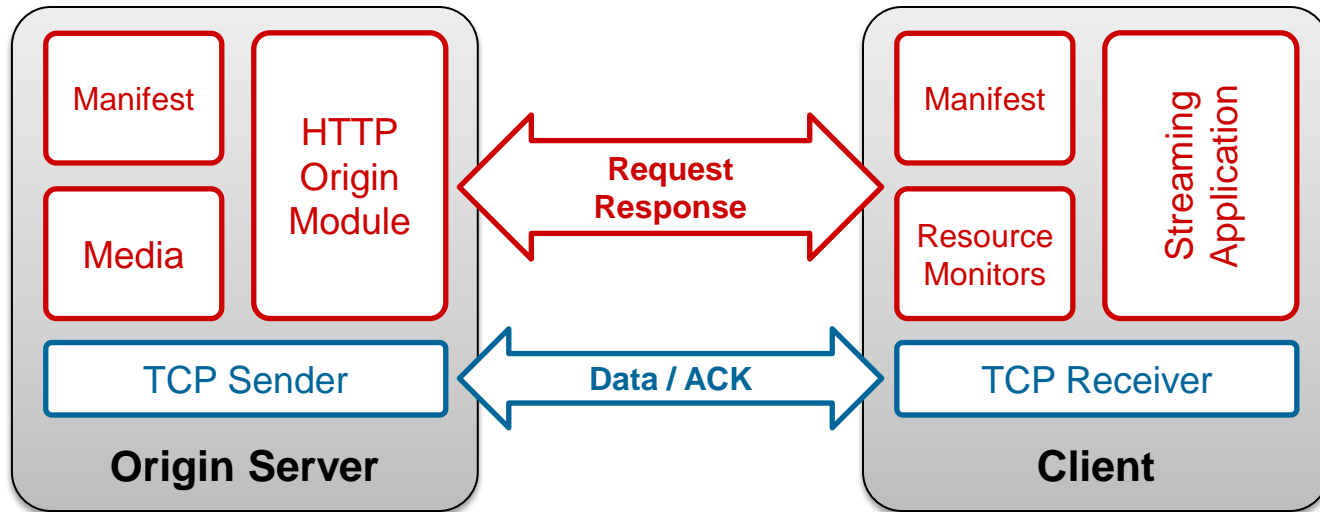 Manifest
HTTP
Origin
Module
Media
TCP Sender
Origin Server
Request
Response
Data / ACK
Manifest
Resource
Monitors
Streaming
Application
TCP Receiver
Client